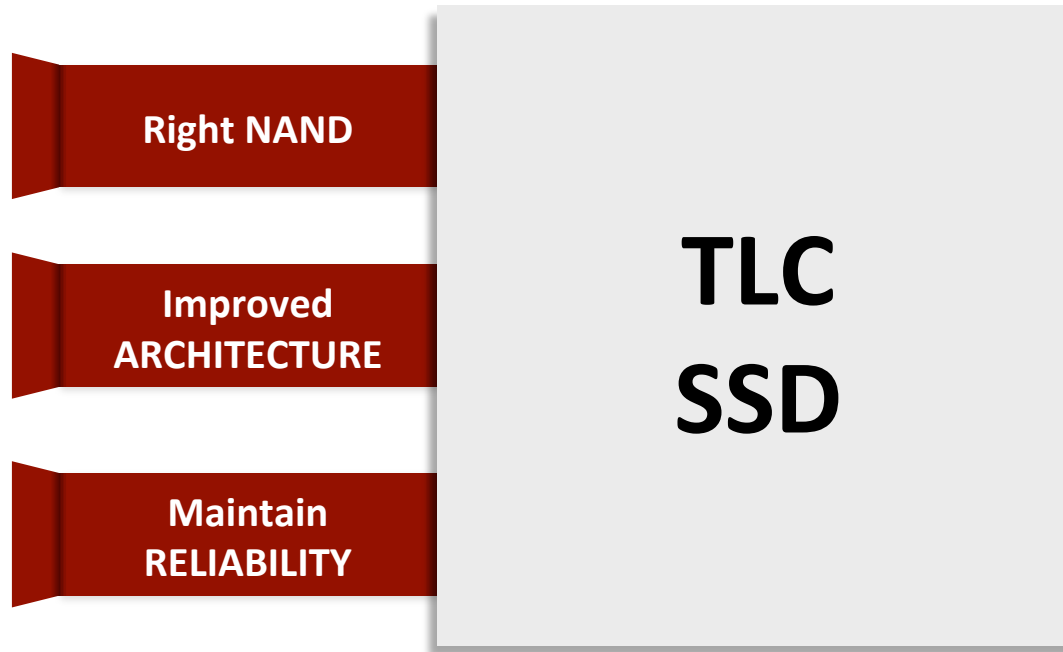 Right NAND
Improved
ARCHITECTURE
Maintain
RELIABILITY
TLC
SSD